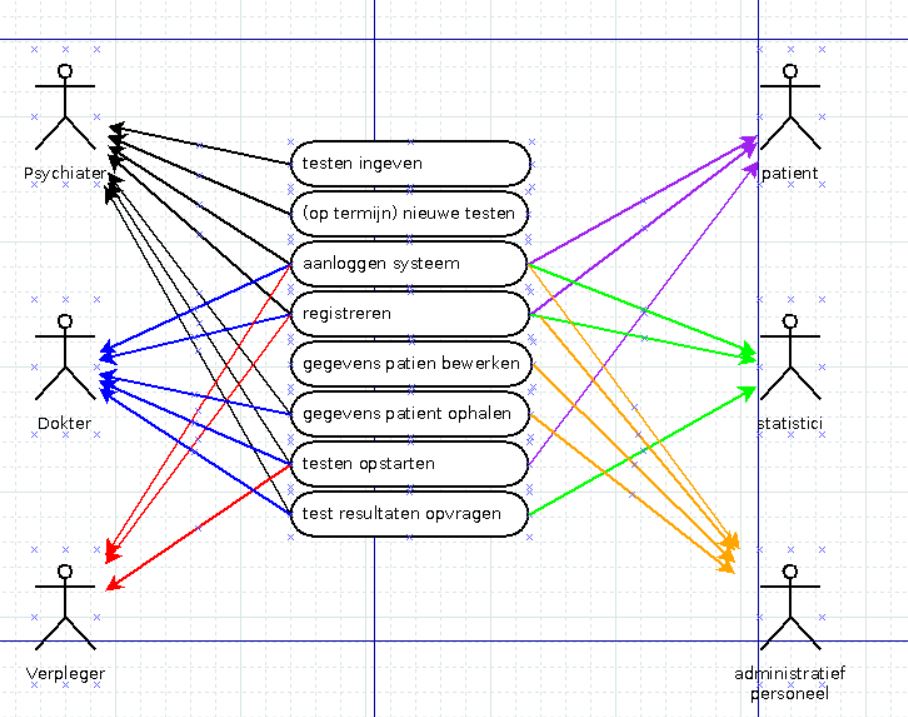 Psychiater
patient
testen ingeven
(op termijn) nieuwe testen
aanloggen systeem
registreren
gegevens patien bewerken
gegevens patient ophalen
testen opstarten
test resultaten opvragen
Dokter
statistici
Verpleger
administratief
personeel